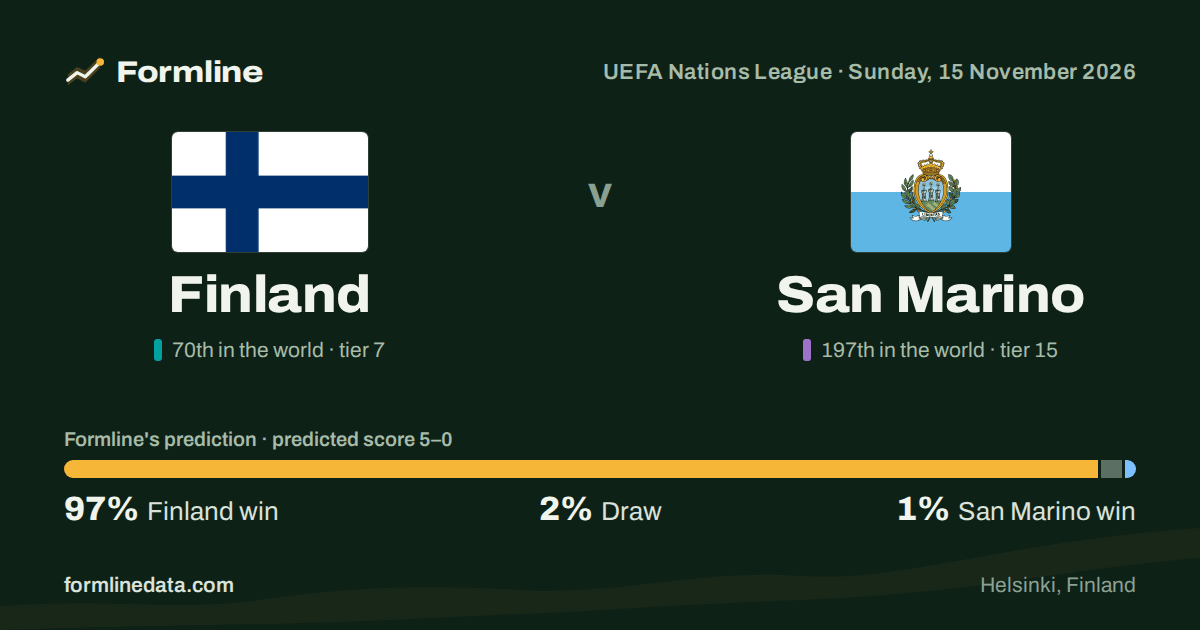 Formline
UEFA Nations League · Sunday, 15 November 2026
v
Finland
San Marino
70th in the world · tier 7
197th in the world · tier 15
Formline's prediction · predicted score 5–0
97% Finland win
2% Draw
1% San Marino win
formlinedata.com
Helsinki, Finland